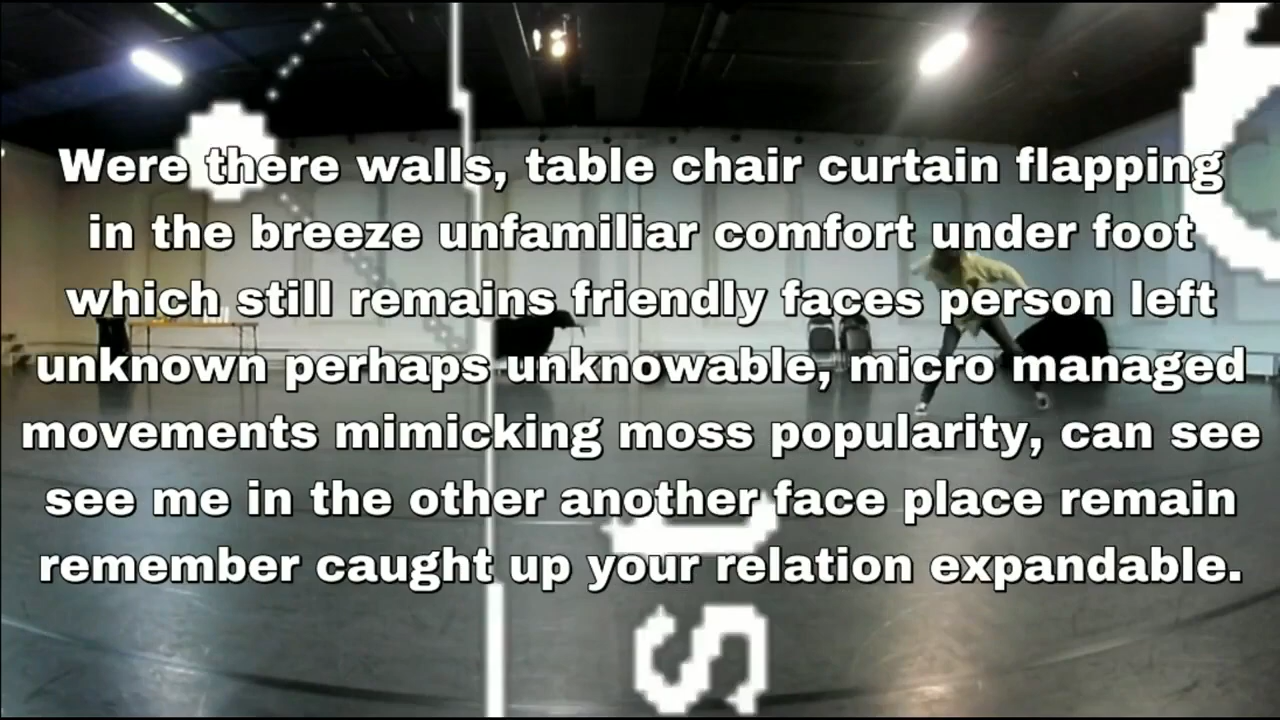 Were there walls, table chair curtain flapping
in the breeze unfamiliar comfort under foot
which still remains friendly faces person left
unknown perhaps unknowable, micro managed
movements mimicking moss popularity, can see
see me in the other another face place remain
remember caught up your relation expandable.